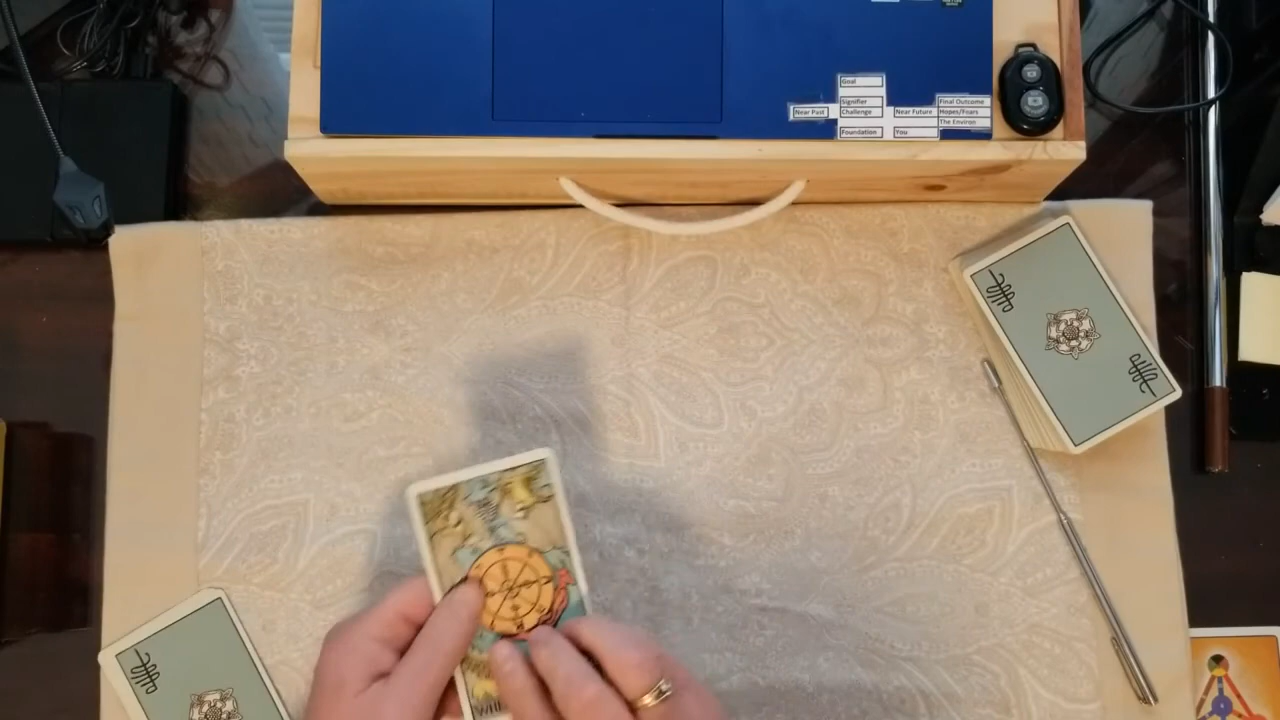 Goal
Signifier
Near Past
Challenge
Near Future
Final Outcome
Hopes/Fears
The Environ
Foundation
You